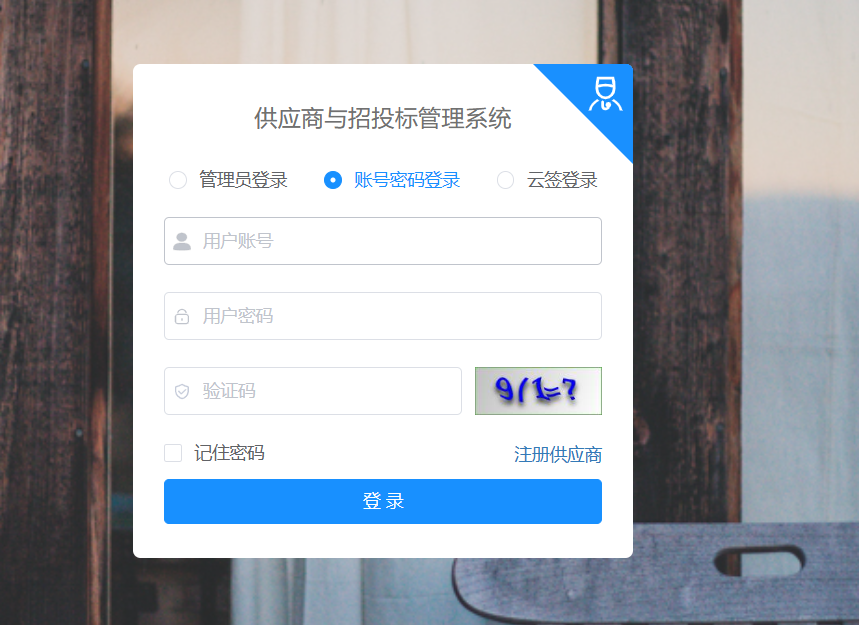 供应商与招投标管理系统
管理员登录 账号密码登录 云签登录
用户账号
用户密码
验证码 9/1=?
记住密码 注册供应商
登录